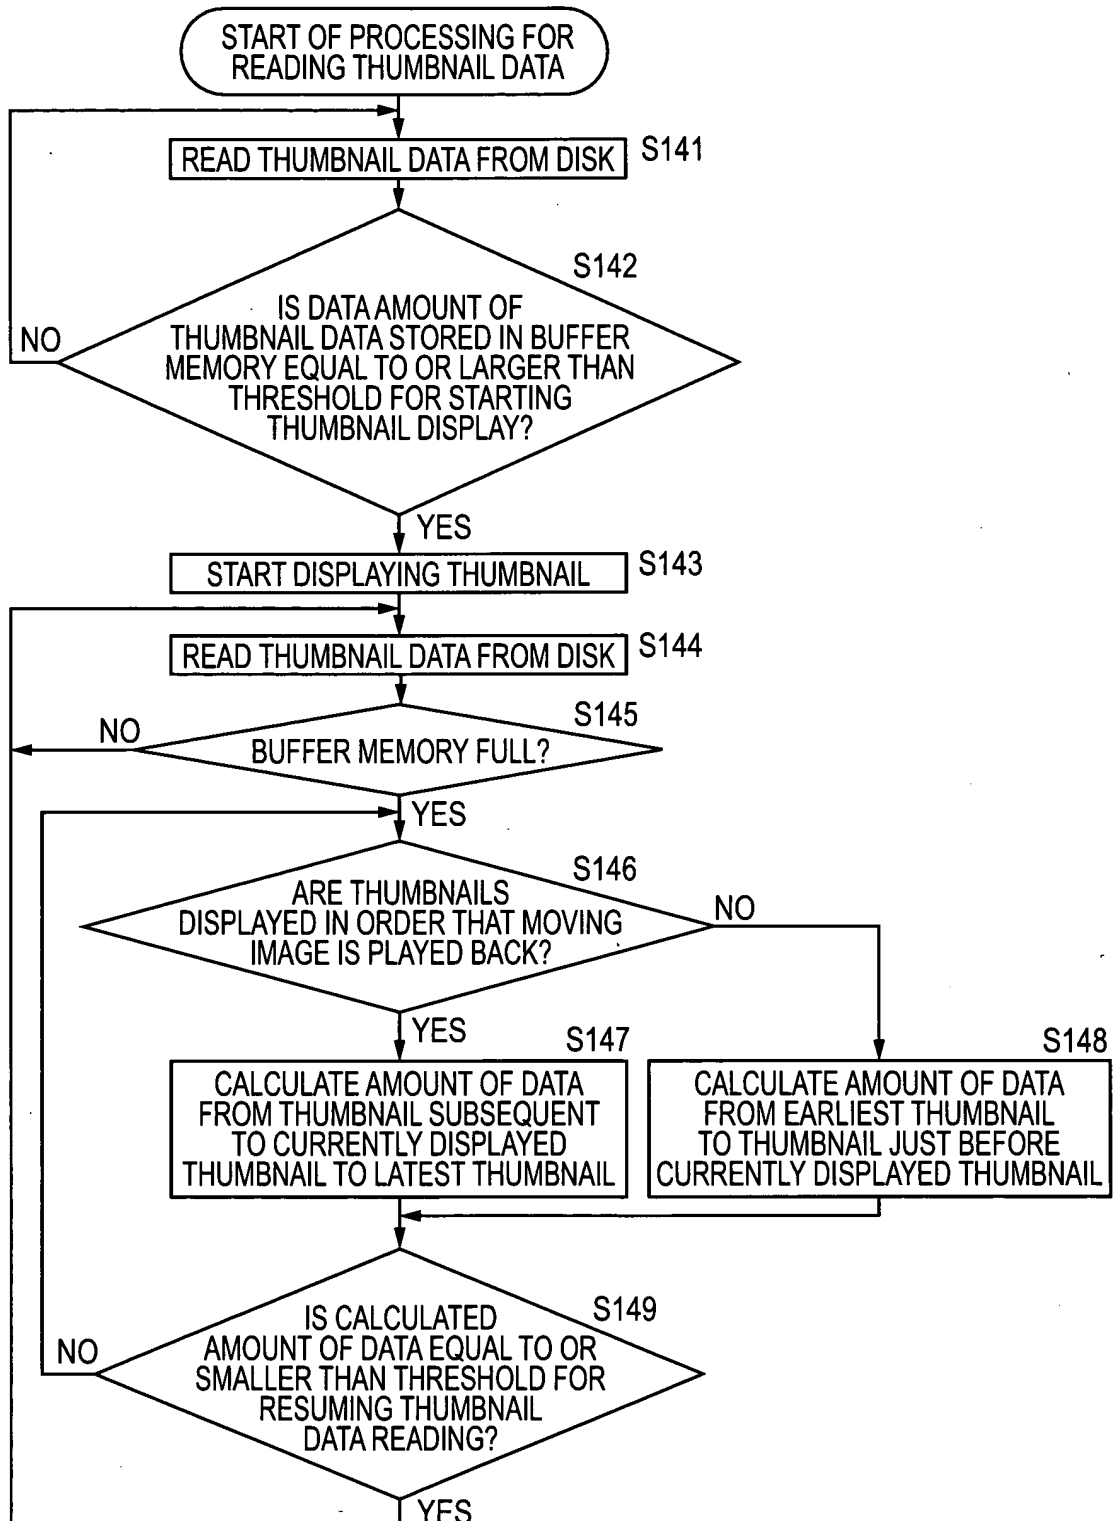 START OF PROCESSING FOR
READING THUMBNAIL DATA
READ THUMBNAIL DATA FROM DISK
S141
S142
IS DATA AMOUNT OF
THUMBNAIL DATA STORED IN BUFFER
MEMORY EQUAL TO OR LARGER THAN
THRESHOLD FOR STARTING
THUMBNAIL DISPLAY?
NO
YES
START DISPLAYING THUMBNAIL
S143
READ THUMBNAIL DATA FROM DISK
S144
S145
NO
BUFFER MEMORY FULL?
YES
S146
ARE THUMBNAILS
DISPLAYED IN ORDER THAT MOVING
IMAGE IS PLAYED BACK?
NO
YES
S147
CALCULATE AMOUNT OF DATA
FROM THUMBNAIL SUBSEQUENT
TO CURRENTLY DISPLAYED
THUMBNAIL TO LATEST THUMBNAIL
S148
CALCULATE AMOUNT OF DATA
FROM EARLIEST THUMBNAIL
TO THUMBNAIL JUST BEFORE
CURRENTLY DISPLAYED THUMBNAIL
S149
IS CALCULATED
AMOUNT OF DATA EQUAL TO OR
SMALLER THAN THRESHOLD FOR
RESUMING THUMBNAIL
DATA READING?
NO
YES